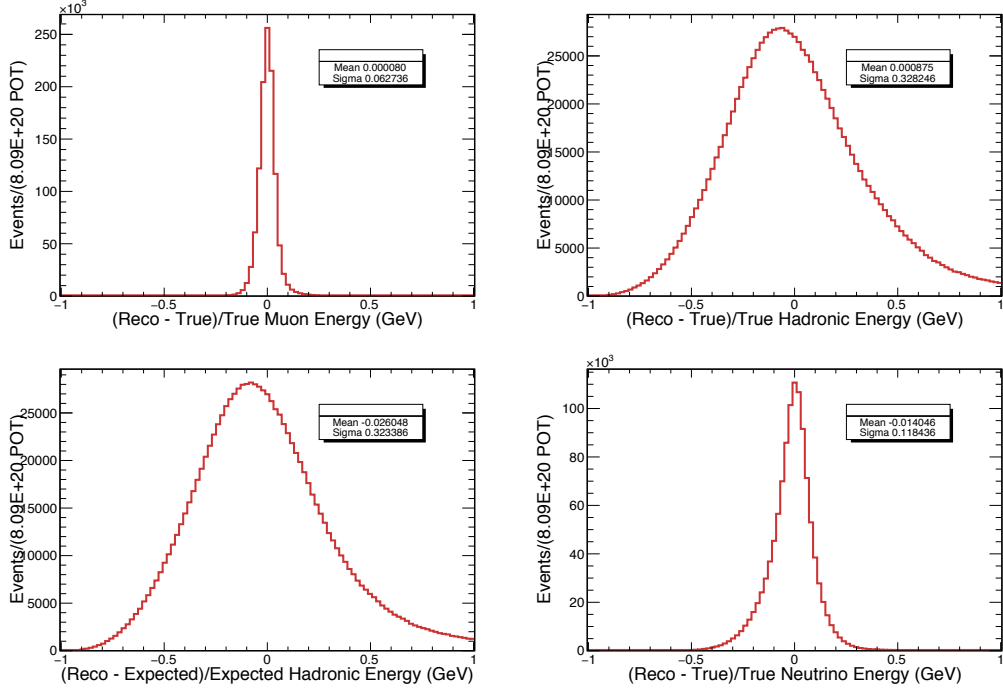 ×10³
250
200
150
100
50
0
Events/(8.09E+20 POT)
Mean 0.000080
Sigma 0.062736
−1 −0.5 0 0.5 1
(Reco - True)/True Muon Energy (GeV)
25000
20000
15000
10000
5000
0
Events/(8.09E+20 POT)
Mean 0.000875
Sigma 0.328246
−1 −0.5 0 0.5 1
(Reco - True)/True Hadronic Energy (GeV)
25000
20000
15000
10000
5000
0
Events/(8.09E+20 POT)
Mean -0.026048
Sigma 0.323386
−1 −0.5 0 0.5 1
(Reco - Expected)/Expected Hadronic Energy (GeV)
×10³
100
80
60
40
20
0
Events/(8.09E+20 POT)
Mean -0.014046
Sigma 0.118436
−1 −0.5 0 0.5 1
(Reco - True)/True Neutrino Energy (GeV)